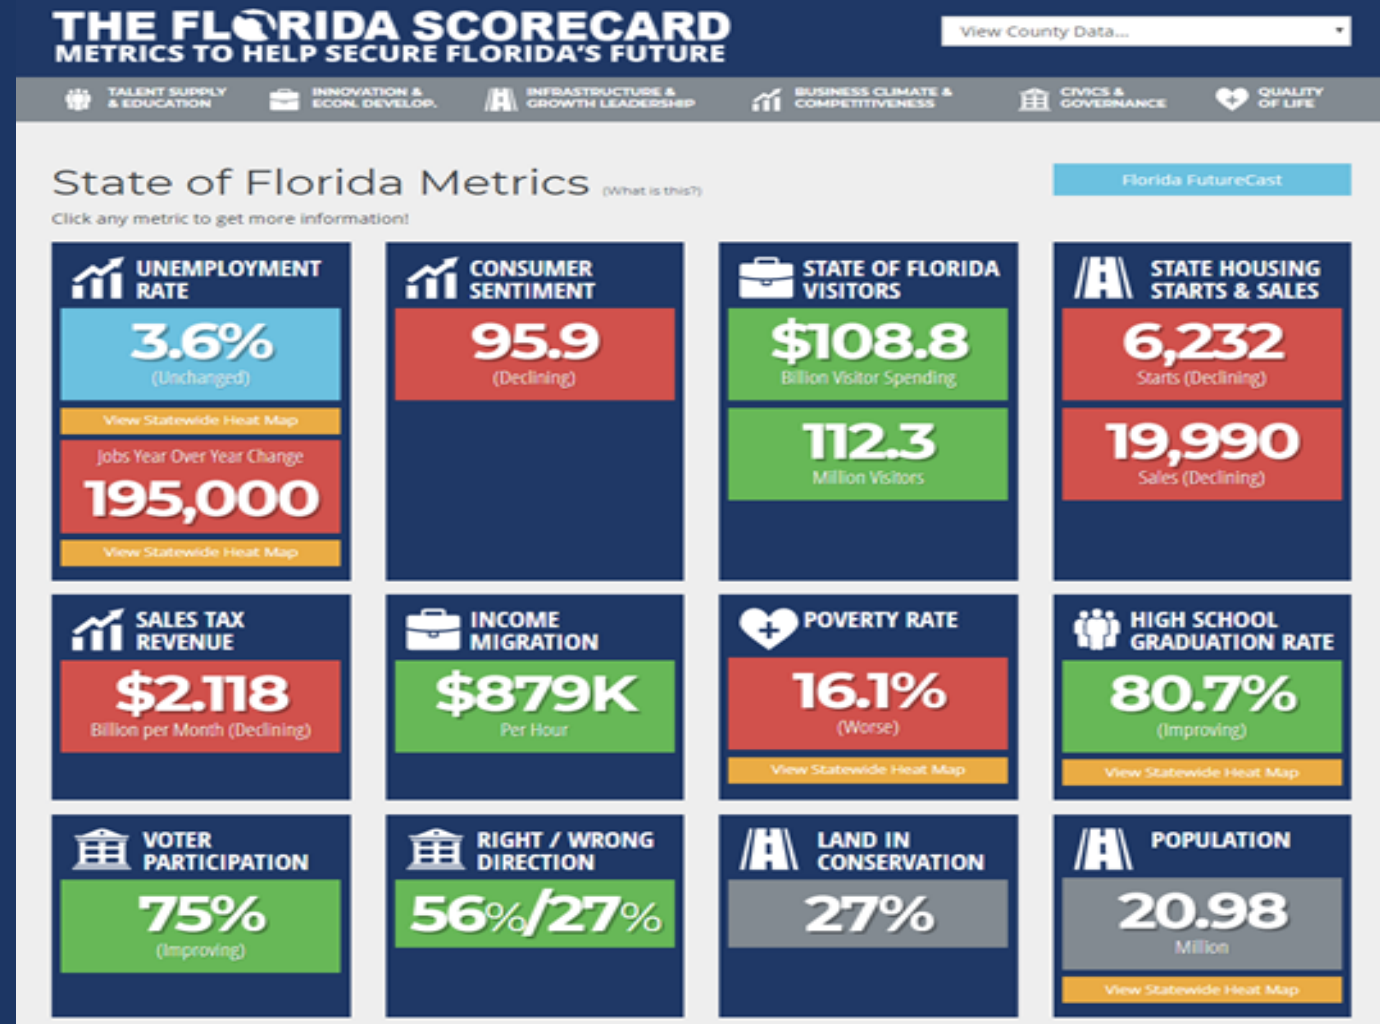 THE FLORIDA SCORECARD
METRICS TO HELP SECURE FLORIDA'S FUTURE
View County Data...
TALENT SUPPLY
& EDUCATION
INNOVATION &
ECON. DEVELOP.
INFRASTRUCTURE &
GROWTH LEADERSHIP
BUSINESS CLIMATE &
COMPETITIVENESS
CIVICS &
GOVERNANCE
QUALITY
OF LIFE
State of Florida Metrics (What is this?)
Florida FutureCast
Click any metric to get more information!
UNEMPLOYMENT
RATE
3.6%
(Unchanged)
View Statewide Heat Map
Jobs Year Over Year Change
195,000
View Statewide Heat Map
CONSUMER
SENTIMENT
95.9
(Declining)
STATE OF FLORIDA
VISITORS
$108.8
Billion Visitor Spending
112.3
Million Visitors
STATE HOUSING
STARTS & SALES
6,232
Starts (Declining)
19,990
Sales (Declining)
SALES TAX
REVENUE
$2.118
Billion per Month (Declining)
INCOME
MIGRATION
$879K
Per Hour
POVERTY RATE
16.1%
(Worse)
View Statewide Heat Map
HIGH SCHOOL
GRADUATION RATE
80.7%
(Improving)
View Statewide Heat Map
VOTER
PARTICIPATION
75%
(Improving)
RIGHT / WRONG
DIRECTION
56%/27%
LAND IN
CONSERVATION
27%
POPULATION
20.98
Million
View Statewide Heat Map